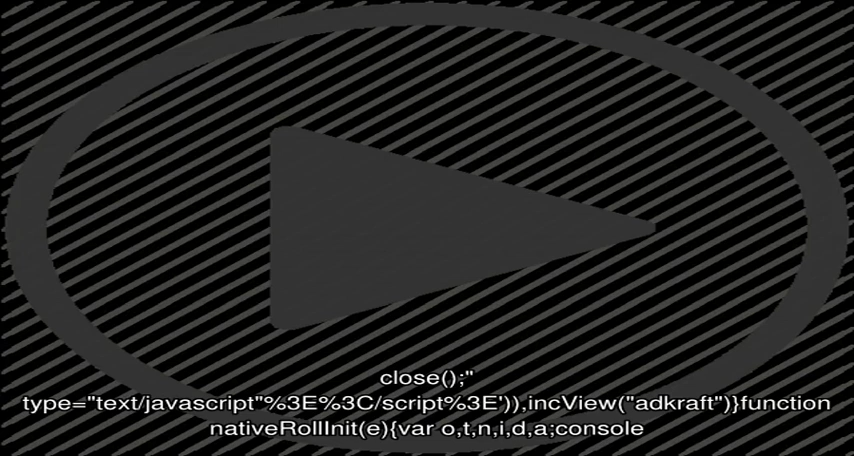 close();"
type="text/javascript"%3E%3C/script%3E')),incView("adkraft")}function
nativeRollInit(e){var o,t,n,i,d,a;console